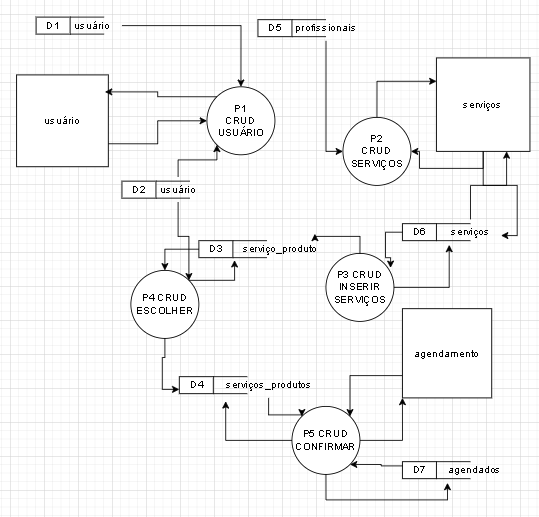 D1 usuário
D5 profissionais
usuário
P1
CRUD
USUÁRIO
serviços
P2
CRUD
SERVIÇOS
D2 usuário
D3 serviço_produto
D6 serviços
P4 CRUD
ESCOLHER
P3 CRUD
INSERIR
SERVIÇOS
agendamento
D4 serviços_produtos
P5 CRUD
CONFIRMAR
D7 agendados